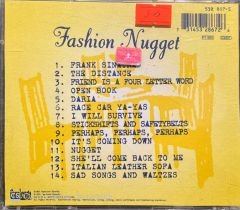 532 867-2
Fashion Nugget
1. FRANK SINATRA
2. THE DISTANCE
3. FRIEND IS A FOUR LETTER WORD
4. OPEN BOOK
5. DARIA
6. RACE CAR YA-YAS
7. I WILL SURVIVE
8. STICKSHIFTS AND SAFETYBELTS
9. PERHAPS, PERHAPS, PERHAPS
10. IT'S COMING DOWN
11. NUGGET
12. SHE'LL COME BACK TO ME
13. ITALIAN LEATHER SOFA
14. SAD SONGS AND WALTZES